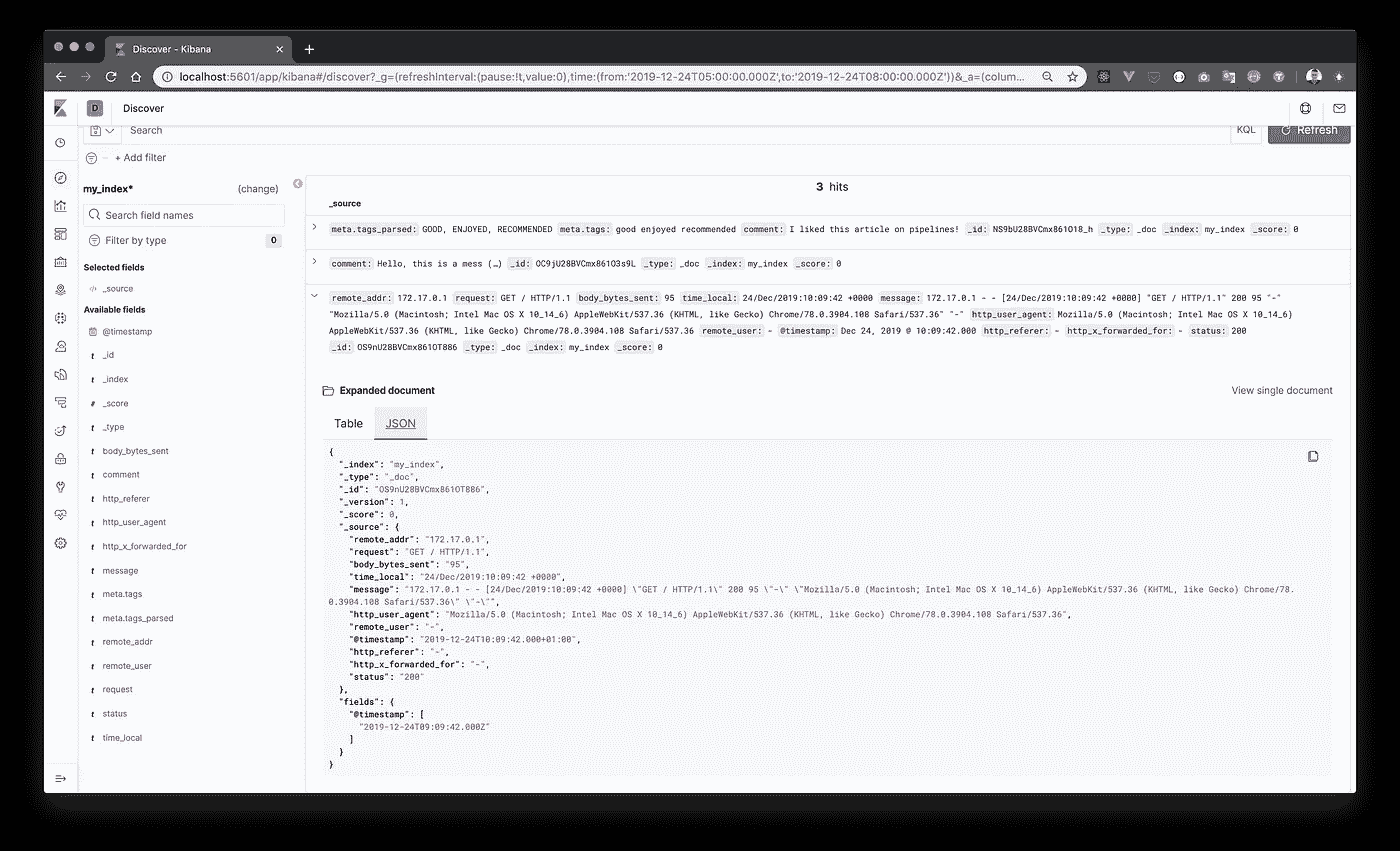 Discover - Kibana
localhost:5601/app/kibana#/discover?_g=(refreshInterval:(pause:!t,value:0),time:(from:'2019-12-24T05:00:00.000Z',to:'2019-12-24T08:00:00.000Z'))&_a=(colum...
D Discover
Search KQL Refresh
+ Add filter
my_index* (change)
Search field names
Filter by type 0
Selected fields
_source
Available fields
@timestamp
t _id
t _index
# _score
t _type
t body_bytes_sent
t comment
t http_referer
t http_user_agent
t http_x_forwarded_for
t message
t meta.tags
t meta.tags_parsed
t remote_addr
t remote_user
t request
t status
t time_local
3 hits
_source
meta.tags_parsed: GOOD, ENJOYED, RECOMMENDED meta.tags: good enjoyed recommended comment: I liked this article on pipelines! _id: NS9bU28BVCmx861O18_h _type: _doc _index: my_index _score: 0
comment: Hello, this is a mess (…) _id: OC9jU28BVCmx861O3s9L _type: _doc _index: my_index _score: 0
remote_addr: 172.17.0.1 request: GET / HTTP/1.1 body_bytes_sent: 95 time_local: 24/Dec/2019:10:09:42 +0000 message: 172.17.0.1 - - [24/Dec/2019:10:09:42 +0000] "GET / HTTP/1.1" 200 95 "-"
"Mozilla/5.0 (Macintosh; Intel Mac OS X 10_14_6) AppleWebKit/537.36 (KHTML, like Gecko) Chrome/78.0.3904.108 Safari/537.36" "-" http_user_agent: Mozilla/5.0 (Macintosh; Intel Mac OS X 10_14_6)
AppleWebKit/537.36 (KHTML, like Gecko) Chrome/78.0.3904.108 Safari/537.36 remote_user: - @timestamp: Dec 24, 2019 @ 10:09:42.000 http_referer: - http_x_forwarded_for: - status: 200
_id: OS9nU28BVCmx861OT886 _type: _doc _index: my_index _score: 0
Expanded document View single document
Table JSON
{
"_index": "my_index",
"_type": "_doc",
"_id": "OS9nU28BVCmx861OT886",
"_version": 1,
"_score": 0,
"_source": {
"remote_addr": "172.17.0.1",
"request": "GET / HTTP/1.1",
"body_bytes_sent": "95",
"time_local": "24/Dec/2019:10:09:42 +0000",
"message": "172.17.0.1 - - [24/Dec/2019:10:09:42 +0000] \"GET / HTTP/1.1\" 200 95 \"-\" \"Mozilla/5.0 (Macintosh; Intel Mac OS X 10_14_6) AppleWebKit/537.36 (KHTML, like Gecko) Chrome/78.
0.3904.108 Safari/537.36\" \"-\"",
"http_user_agent": "Mozilla/5.0 (Macintosh; Intel Mac OS X 10_14_6) AppleWebKit/537.36 (KHTML, like Gecko) Chrome/78.0.3904.108 Safari/537.36",
"remote_user": "-",
"@timestamp": "2019-12-24T10:09:42.000+01:00",
"http_referer": "-",
"http_x_forwarded_for": "-",
"status": "200"
},
"fields": {
"@timestamp": [
"2019-12-24T09:09:42.000Z"
]
}
}